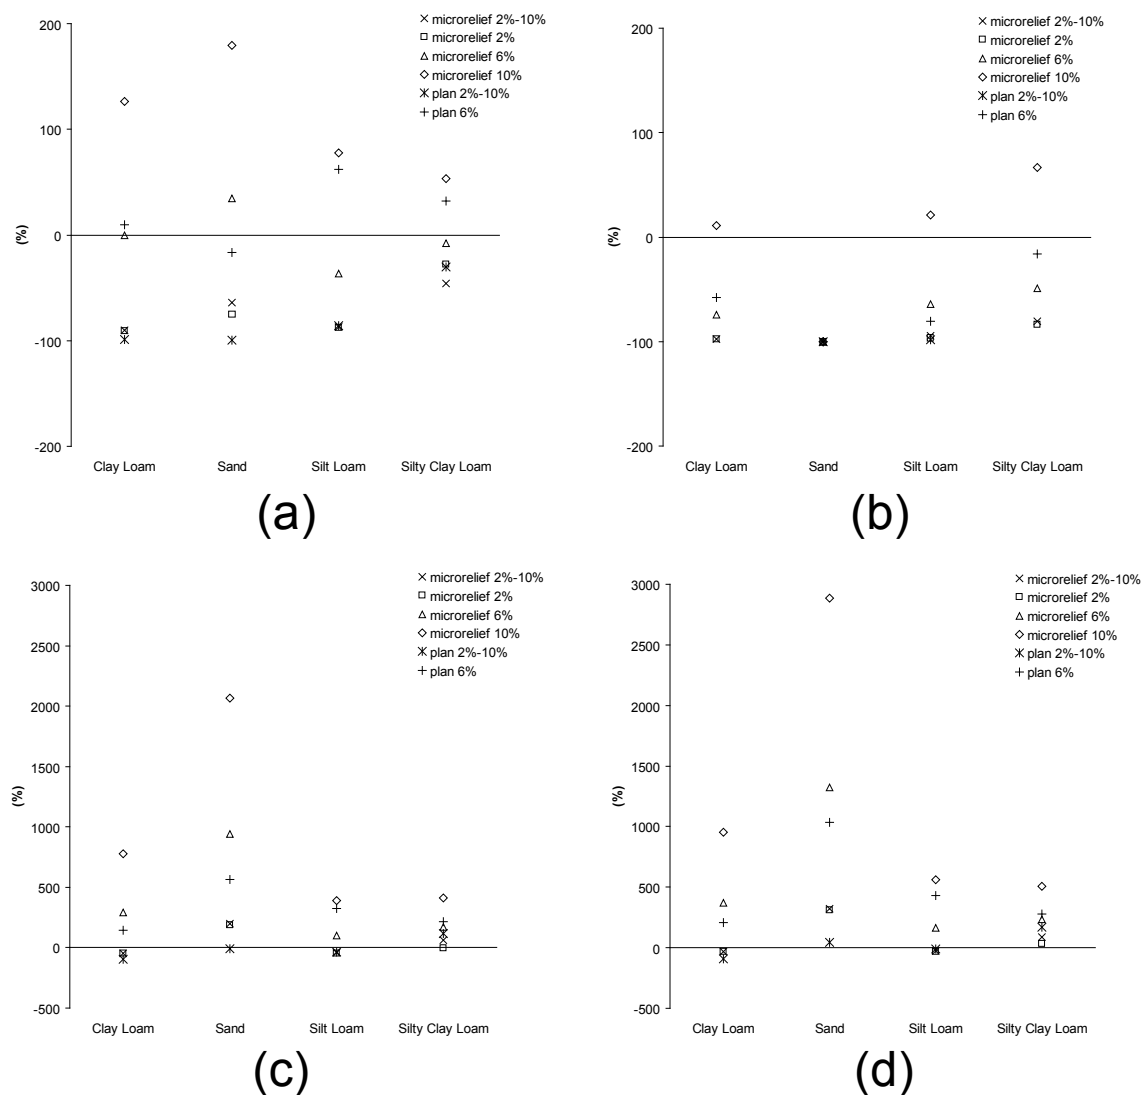 200
100
0
-100
-200
(%)
Clay Loam Sand Silt Loam Silty Clay Loam
microrelief 2%-10%
microrelief 2%
microrelief 6%
microrelief 10%
plan 2%-10%
plan 6%
(a)
200
100
0
-100
-200
(%)
Clay Loam Sand Silt Loam Silty Clay Loam
microrelief 2%-10%
microrelief 2%
microrelief 6%
microrelief 10%
plan 2%-10%
plan 6%
(b)
3000
2500
2000
1500
1000
500
0
-500
(%)
Clay Loam Sand Silt Loam Silty Clay Loam
microrelief 2%-10%
microrelief 2%
microrelief 6%
microrelief 10%
plan 2%-10%
plan 6%
(c)
3000
2500
2000
1500
1000
500
0
-500
(%)
Clay Loam Sand Silt Loam Silty Clay Loam
microrelief 2%-10%
microrelief 2%
microrelief 6%
microrelief 10%
plan 2%-10%
plan 6%
(d)